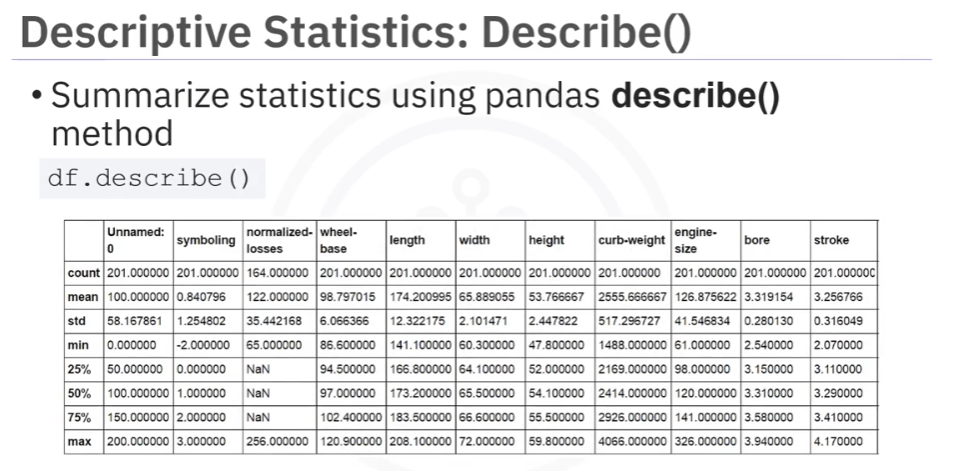 Descriptive Statistics: Describe()
• Summarize statistics using pandas describe()
method
df.describe()
Unnamed: 0 symboling normalized-losses wheel-base length width height curb-weight engine-size bore stroke
count 201.000000 201.000000 164.000000 201.000000 201.000000 201.000000 201.000000 201.000000 201.000000 201.000000 201.00000C
mean 100.000000 0.840796 122.000000 98.797015 174.200995 65.889055 53.766667 2555.666667 126.875622 3.319154 3.256766
std 58.167861 1.254802 35.442168 6.066366 12.322175 2.101471 2.447822 517.296727 41.546834 0.280130 0.316049
min 0.000000 -2.000000 65.000000 86.600000 141.100000 60.300000 47.800000 1488.000000 61.000000 2.540000 2.070000
25% 50.000000 0.000000 NaN 94.500000 166.800000 64.100000 52.000000 2169.000000 98.000000 3.150000 3.110000
50% 100.000000 1.000000 NaN 97.000000 173.200000 65.500000 54.100000 2414.000000 120.000000 3.310000 3.290000
75% 150.000000 2.000000 NaN 102.400000 183.500000 66.600000 55.500000 2926.000000 141.000000 3.580000 3.410000
max 200.000000 3.000000 256.000000 120.900000 208.100000 72.000000 59.800000 4066.000000 326.000000 3.940000 4.170000